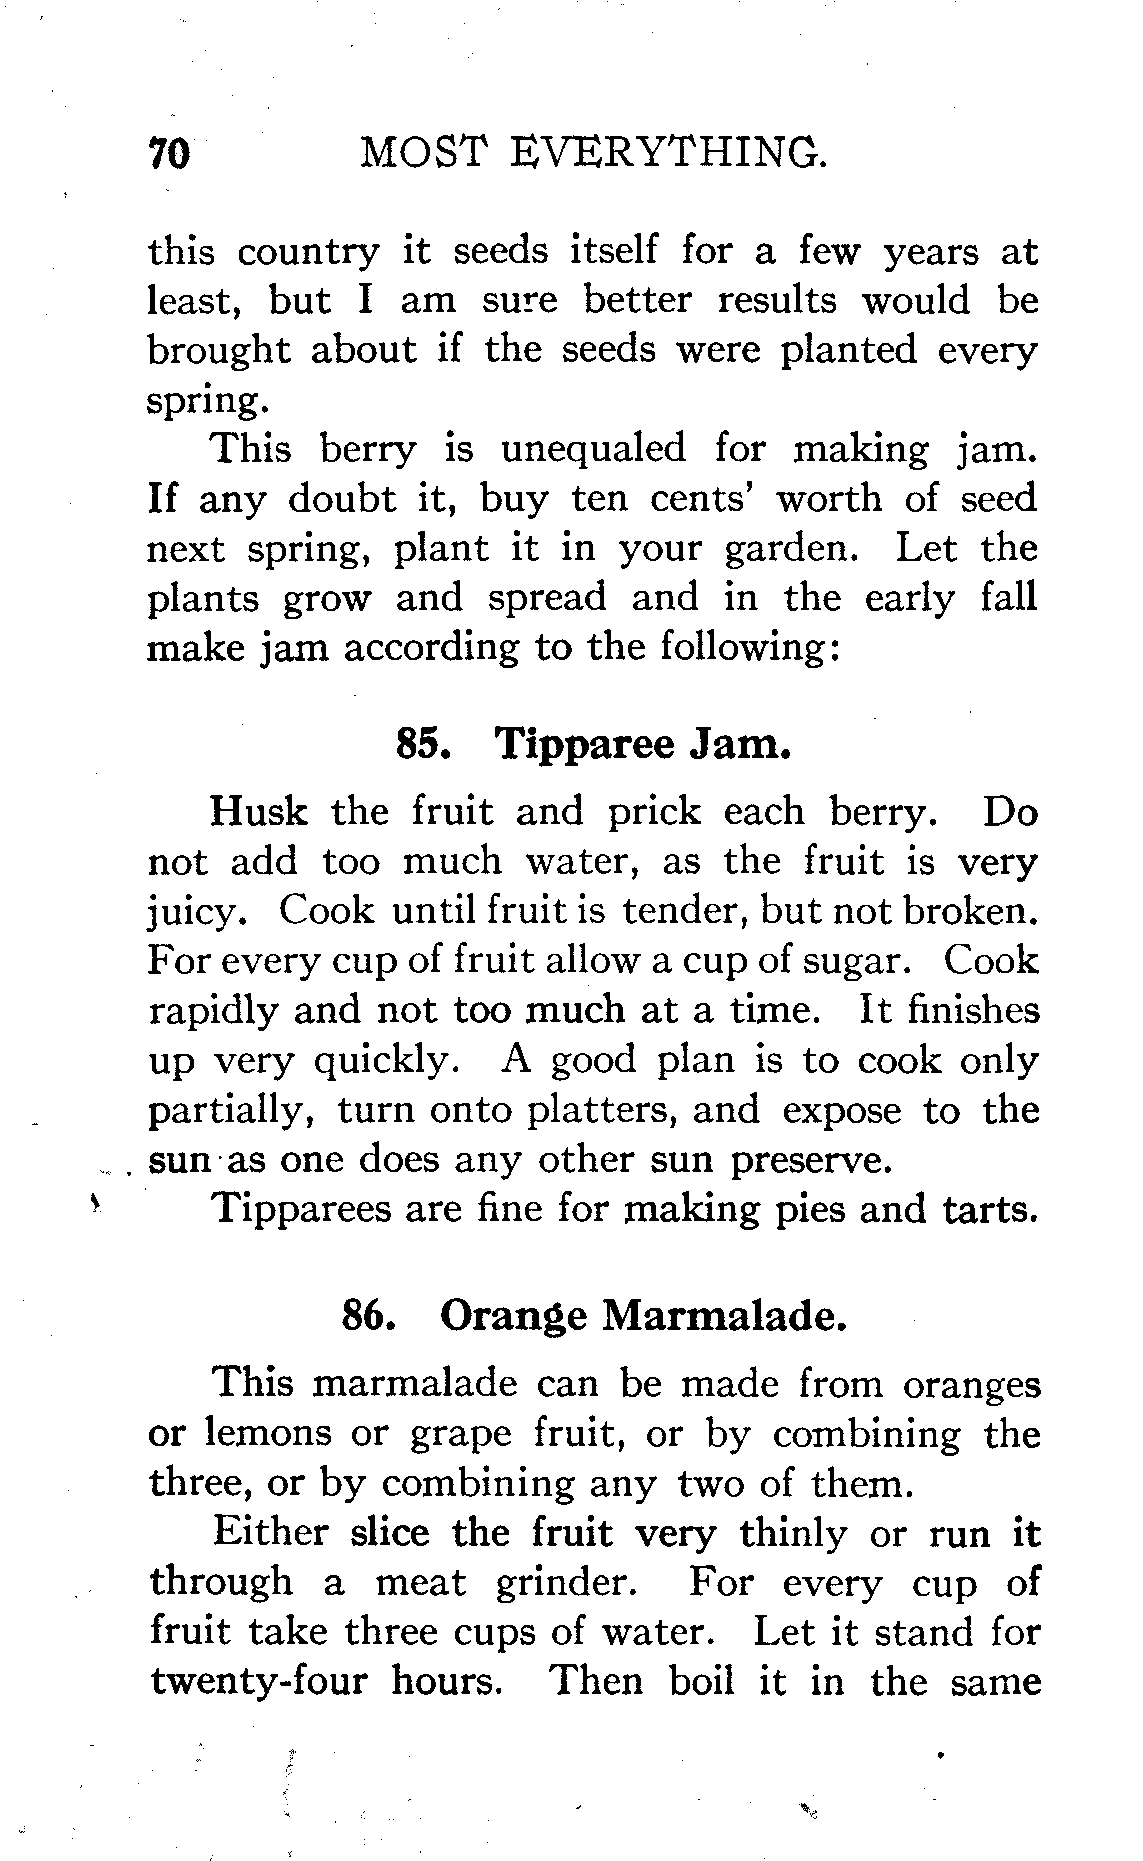 70 MOST EVERYTHING.
this country it seeds itself for a few years at
least, but I am sure better results would be
brought about if the seeds were planted every
spring.
This berry is unequaled for making jam.
If any doubt it, buy ten cents' worth of seed
next spring, plant it in your garden. Let the
plants grow and spread and in the early fall
make jam according to the following:
85. Tipparee Jam.
Husk the fruit and prick each berry. Do
not add too much water, as the fruit is very
juicy. Cook until fruit is tender, but not broken.
For every cup of fruit allow a cup of sugar. Cook
rapidly and not too much at a time. It finishes
up very quickly. A good plan is to cook only
partially, turn onto platters, and expose to the
sun as one does any other sun preserve.
Tipparees are fine for making pies and tarts.
86. Orange Marmalade.
This marmalade can be made from oranges
or lemons or grape fruit, or by combining the
three, or by combining any two of them.
Either slice the fruit very thinly or run it
through a meat grinder. For every cup of
fruit take three cups of water. Let it stand for
twenty-four hours. Then boil it in the same